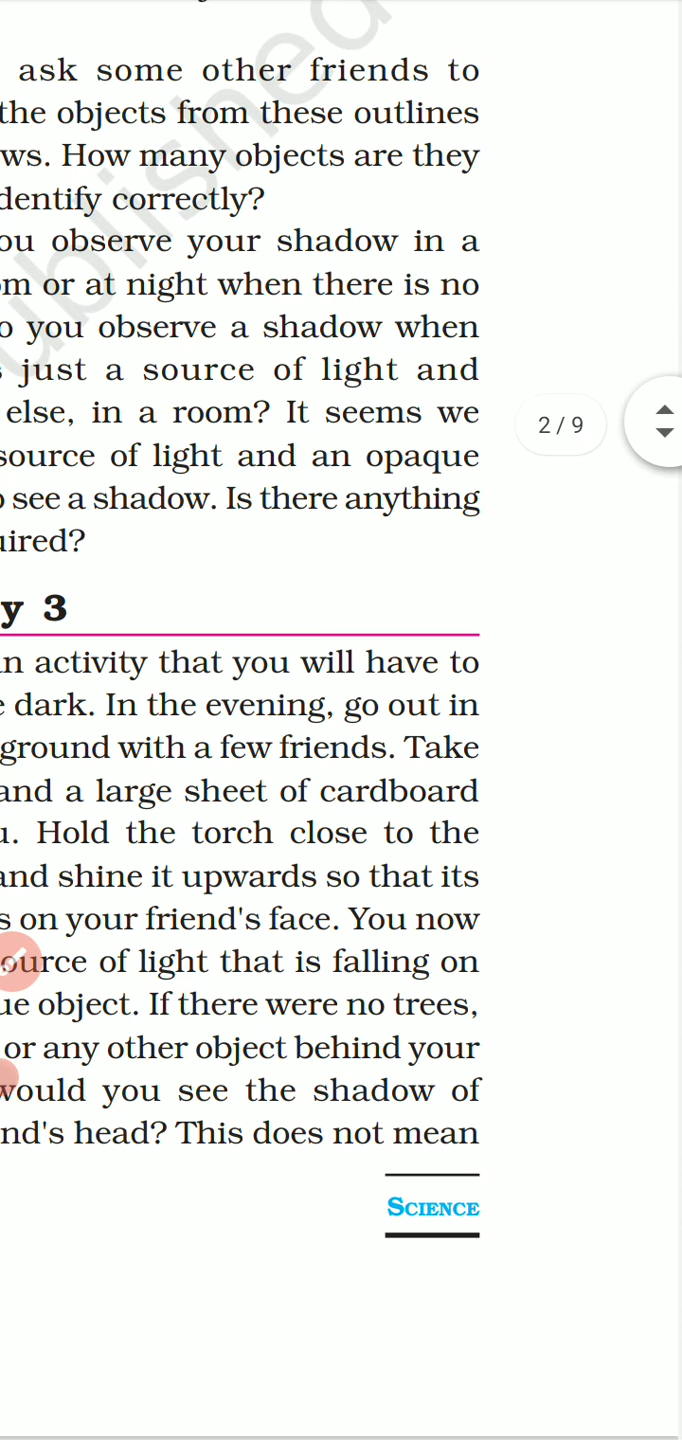 ask some other friends to
the objects from these outlines
ws. How many objects are they
dentify correctly?
ou observe your shadow in a
m or at night when there is no
o you observe a shadow when
s just a source of light and
else, in a room? It seems we
source of light and an opaque
o see a shadow. Is there anything
uired?
y 3
in activity that you will have to
e dark. In the evening, go out in
ground with a few friends. Take
and a large sheet of cardboard
u. Hold the torch close to the
and shine it upwards so that its
s on your friend's face. You now
ource of light that is falling on
ue object. If there were no trees,
or any other object behind your
would you see the shadow of
nd's head? This does not mean
SCIENCE
2 / 9
ublished